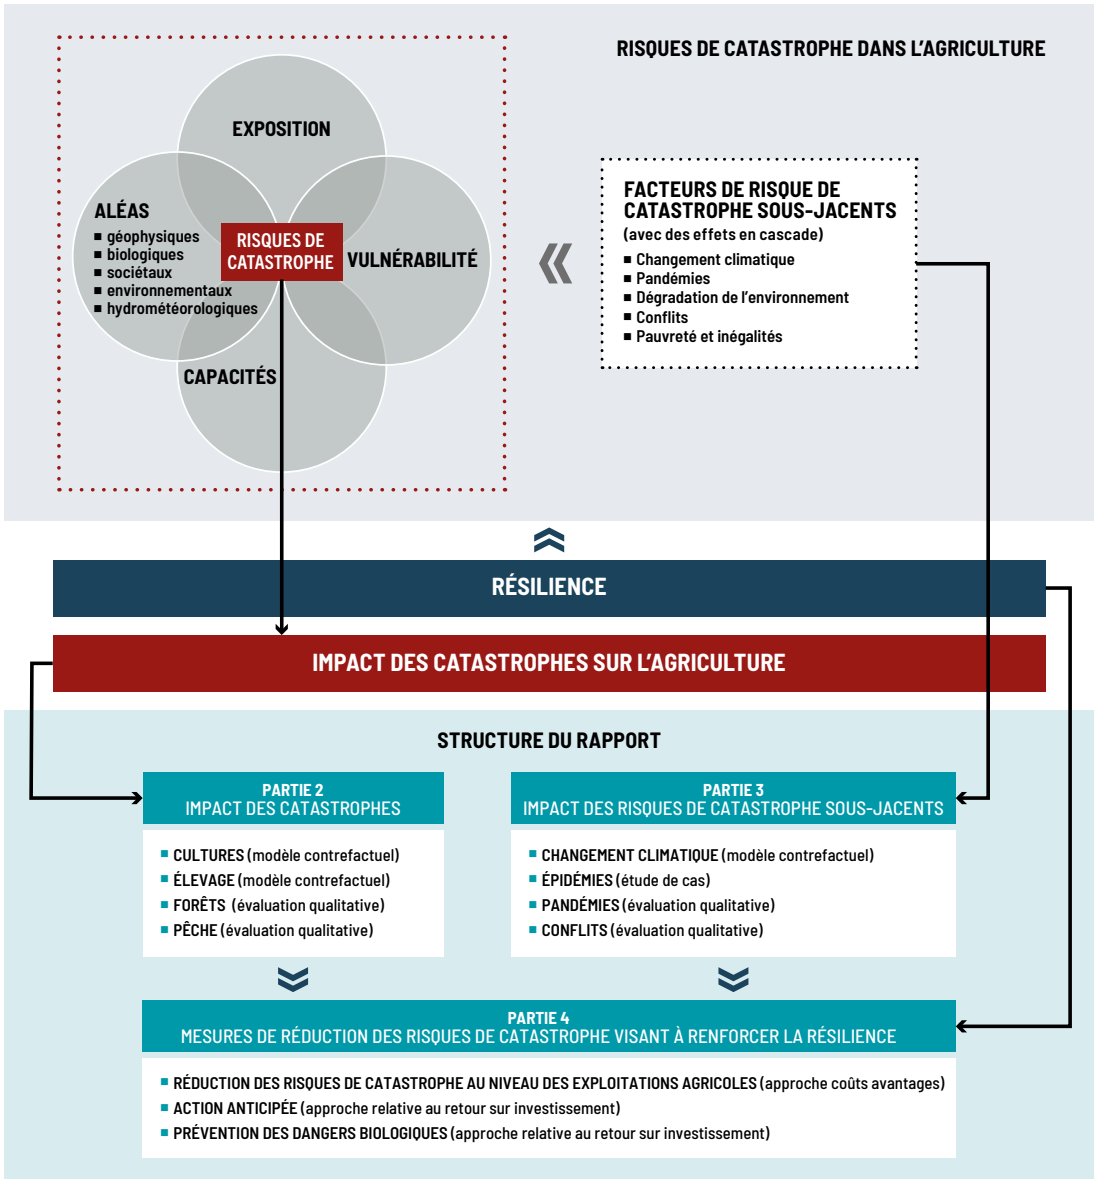 RISQUES DE CATASTROPHE DANS L'AGRICULTURE
EXPOSITION
ALÉAS
■ géophysiques
■ biologiques
■ sociétaux
■ environnementaux
■ hydrométéorologiques
RISQUES DE
CATASTROPHE
VULNÉRABILITÉ
CAPACITÉS
FACTEURS DE RISQUE DE
CATASTROPHE SOUS-JACENTS
(avec des effets en cascade)
■ Changement climatique
■ Pandémies
■ Dégradation de l'environnement
■ Conflits
■ Pauvreté et inégalités
RÉSILIENCE
IMPACT DES CATASTROPHES SUR L'AGRICULTURE
STRUCTURE DU RAPPORT
PARTIE 2
IMPACT DES CATASTROPHES
■ CULTURES (modèle contrefactuel)
■ ÉLEVAGE (modèle contrefactuel)
■ FORÊTS (évaluation qualitative)
■ PÊCHE (évaluation qualitative)
PARTIE 3
IMPACT DES RISQUES DE CATASTROPHE SOUS-JACENTS
■ CHANGEMENT CLIMATIQUE (modèle contrefactuel)
■ ÉPIDÉMIES (étude de cas)
■ PANDÉMIES (évaluation qualitative)
■ CONFLITS (évaluation qualitative)
PARTIE 4
MESURES DE RÉDUCTION DES RISQUES DE CATASTROPHE VISANT À RENFORCER LA RÉSILIENCE
■ RÉDUCTION DES RISQUES DE CATASTROPHE AU NIVEAU DES EXPLOITATIONS AGRICOLES (approche coûts avantages)
■ ACTION ANTICIPÉE (approche relative au retour sur investissement)
■ PRÉVENTION DES DANGERS BIOLOGIQUES (approche relative au retour sur investissement)